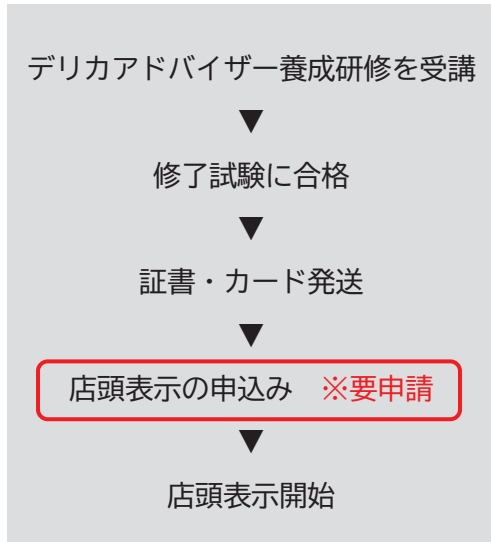 デリカアドバイザー養成研修を受講
▼
修了試験に合格
▼
証書・カード発送
▼
店頭表示の申込み　※要申請
▼
店頭表示開始